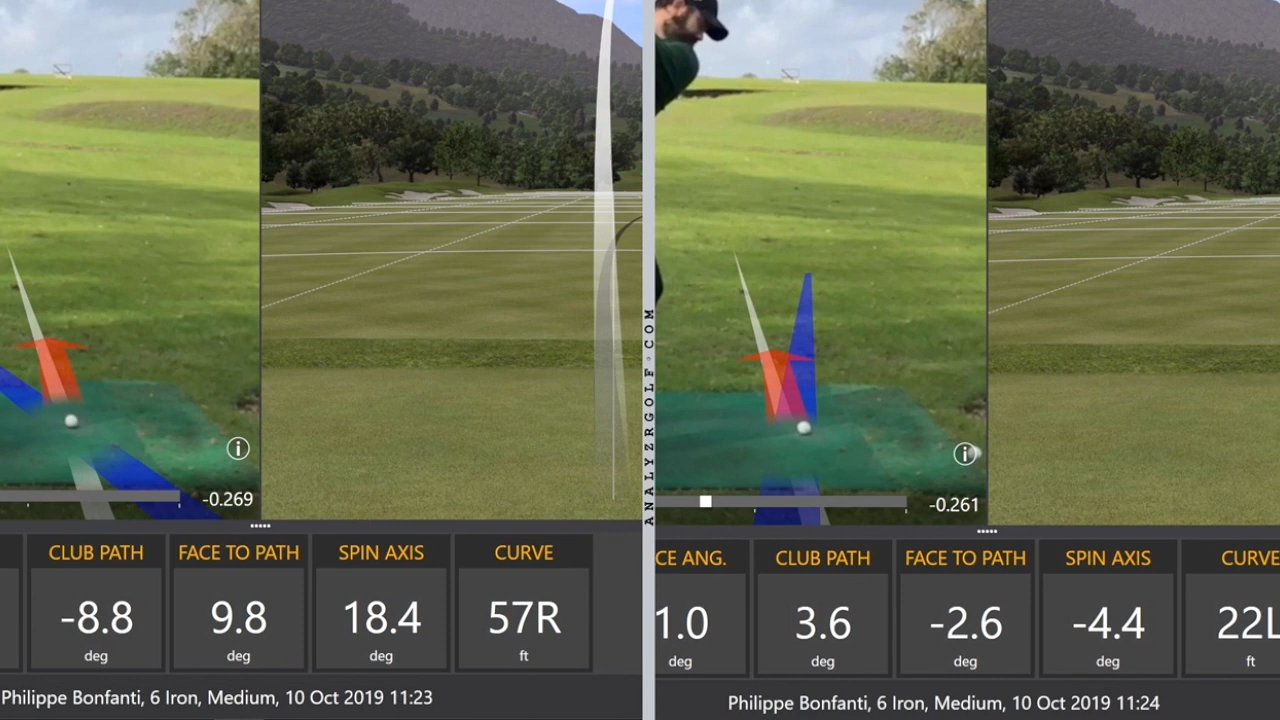 -0.269
CLUB PATH FACE TO PATH SPIN AXIS CURVE
-8.8 9.8 18.4 57R
deg deg deg ft
Philippe Bonfanti, 6 Iron, Medium, 10 Oct 2019 11:23
ANALYZRGOLF.COM
-0.261
CE ANG. CLUB PATH FACE TO PATH SPIN AXIS CURVE
1.0 3.6 -2.6 -4.4 22L
deg deg deg deg ft
Philippe Bonfanti, 6 Iron, Medium, 10 Oct 2019 11:24